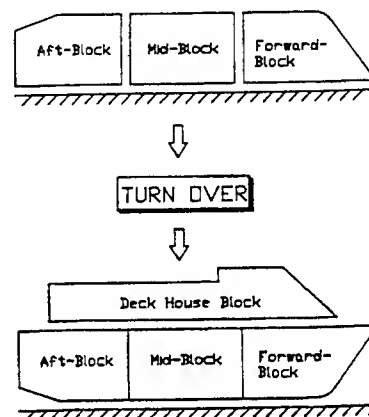 Aft-Block Mid-Block Forward-
Block
TURN OVER
Deck House Block
Aft-Block Mid-Block Forward-
Block